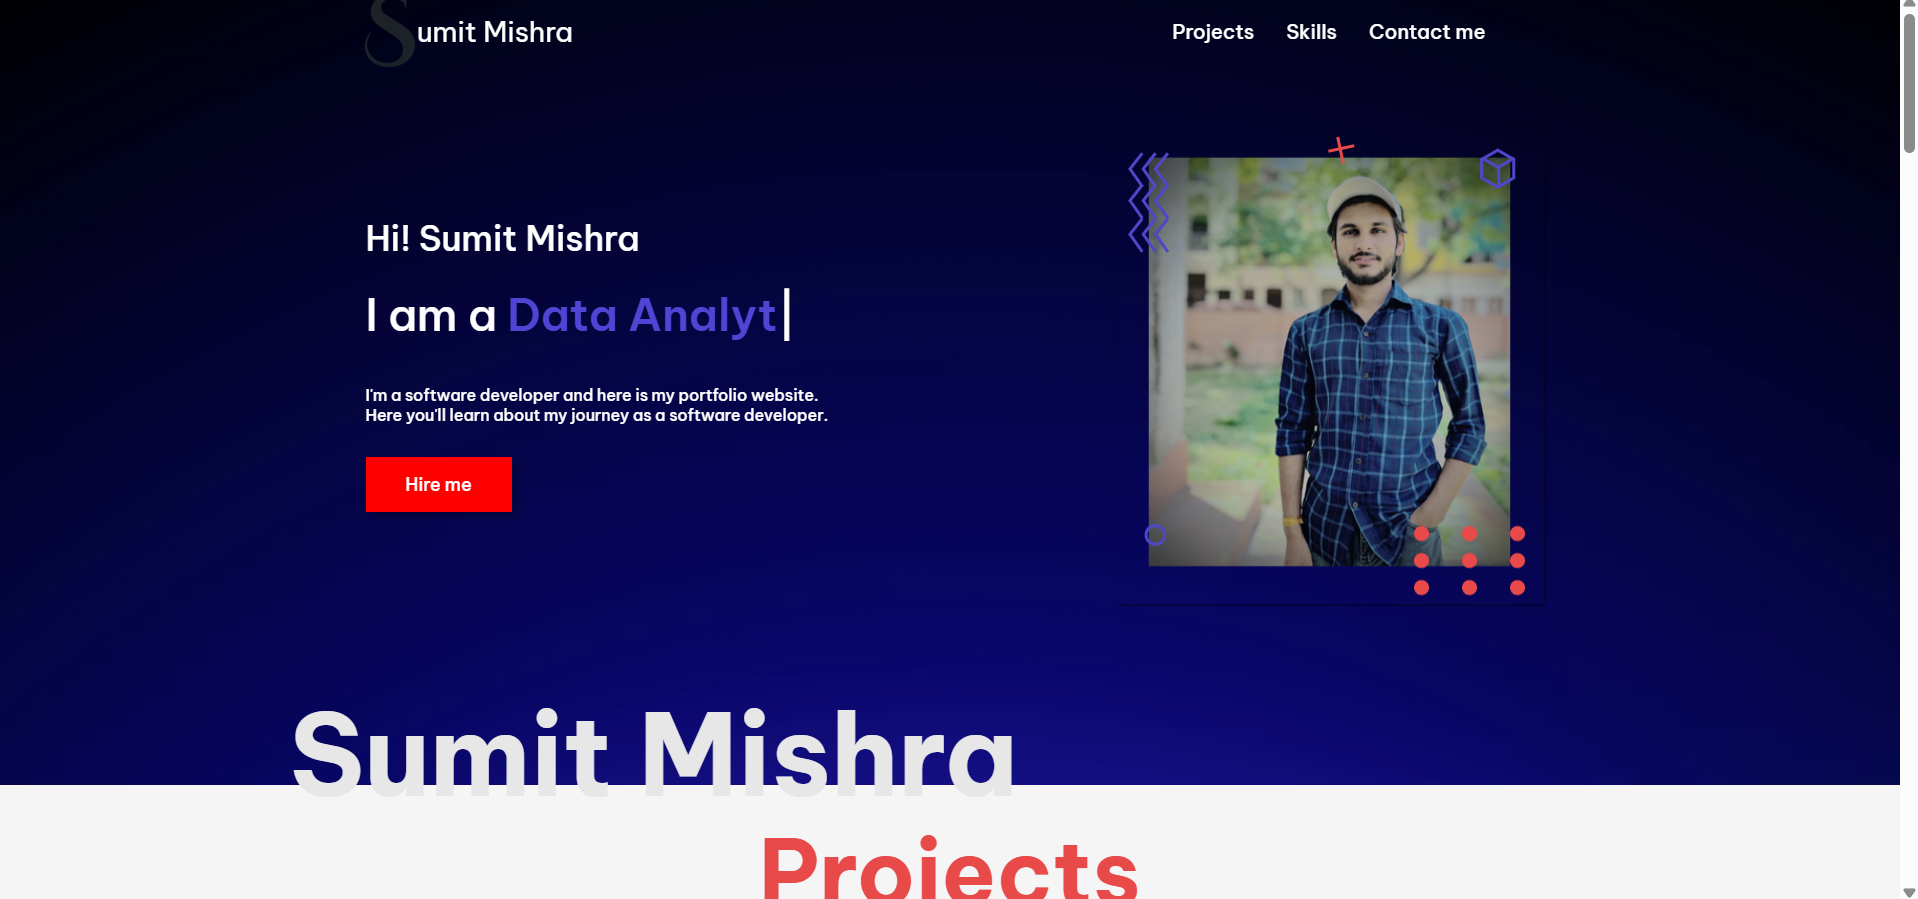 Sumit Mishra
Projects Skills Contact me
Hi! Sumit Mishra
I am a Data Analyt|
I'm a software developer and here is my portfolio website.
Here you'll learn about my journey as a software developer.
Hire me
Sumit Mishra
Projects